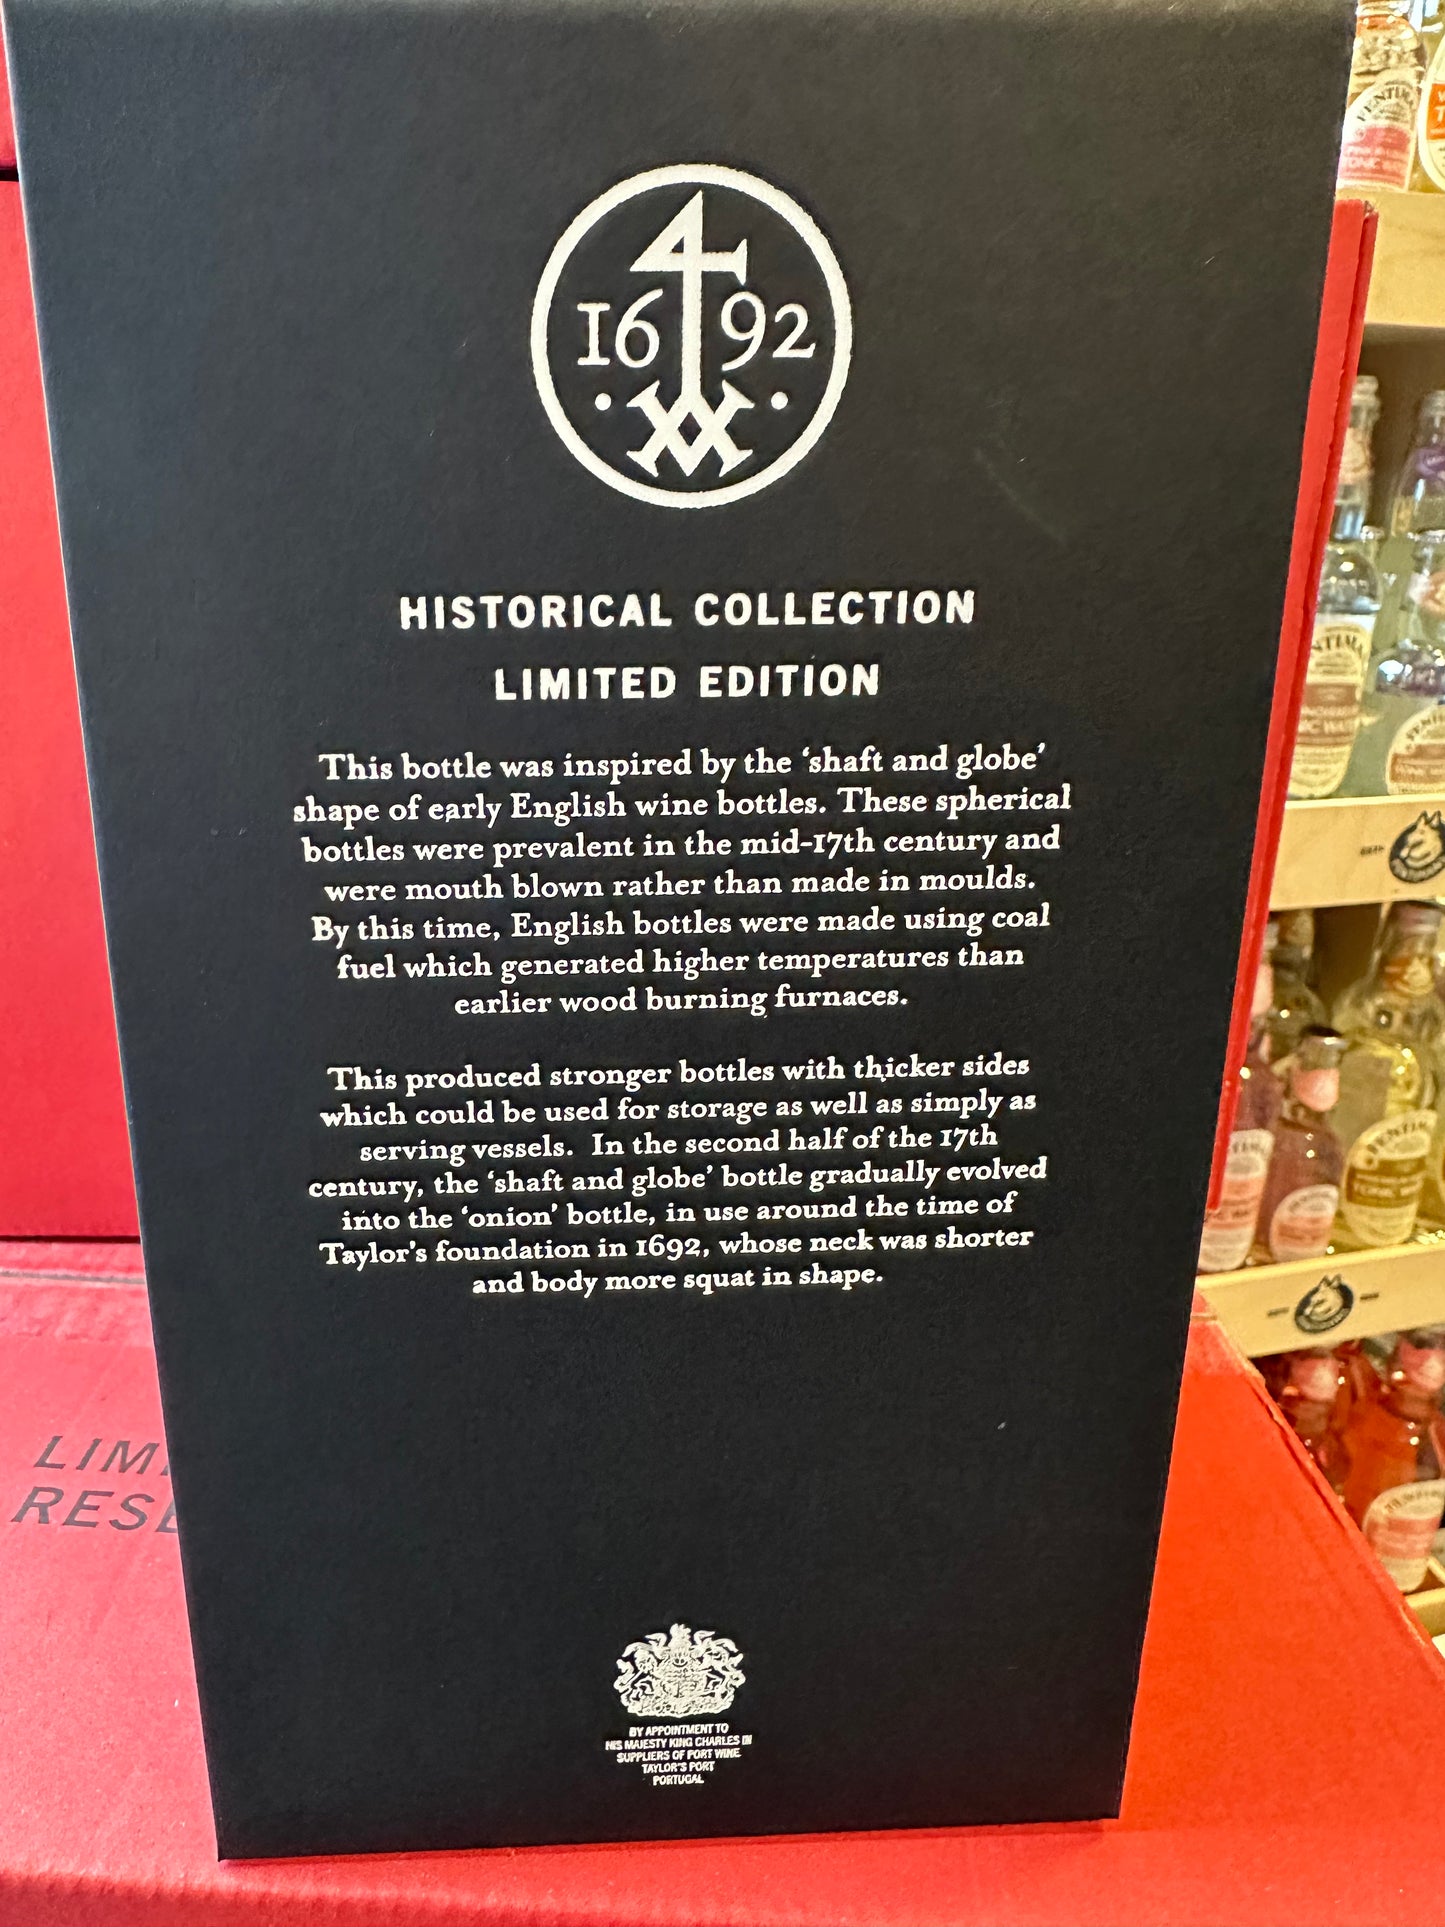 4
1692
HISTORICAL COLLECTION
LIMITED EDITION
This bottle was inspired by the ‘shaft and globe’
shape of early English wine bottles. These spherical
bottles were prevalent in the mid-17th century and
were mouth blown rather than made in moulds.
By this time, English bottles were made using coal
fuel which generated higher temperatures than
earlier wood burning furnaces.
This produced stronger bottles with thicker sides
which could be used for storage as well as simply as
serving vessels. In the second half of the 17th
century, the ‘shaft and globe’ bottle gradually evolved
into the ‘onion’ bottle, in use around the time of
Taylor’s foundation in 1692, whose neck was shorter
and body more squat in shape.
BY APPOINTMENT TO
HIS MAJESTY KING CHARLES III
SUPPLIERS OF PORT WINE
TAYLOR'S PORT
PORTUGAL
LIMI
RESE